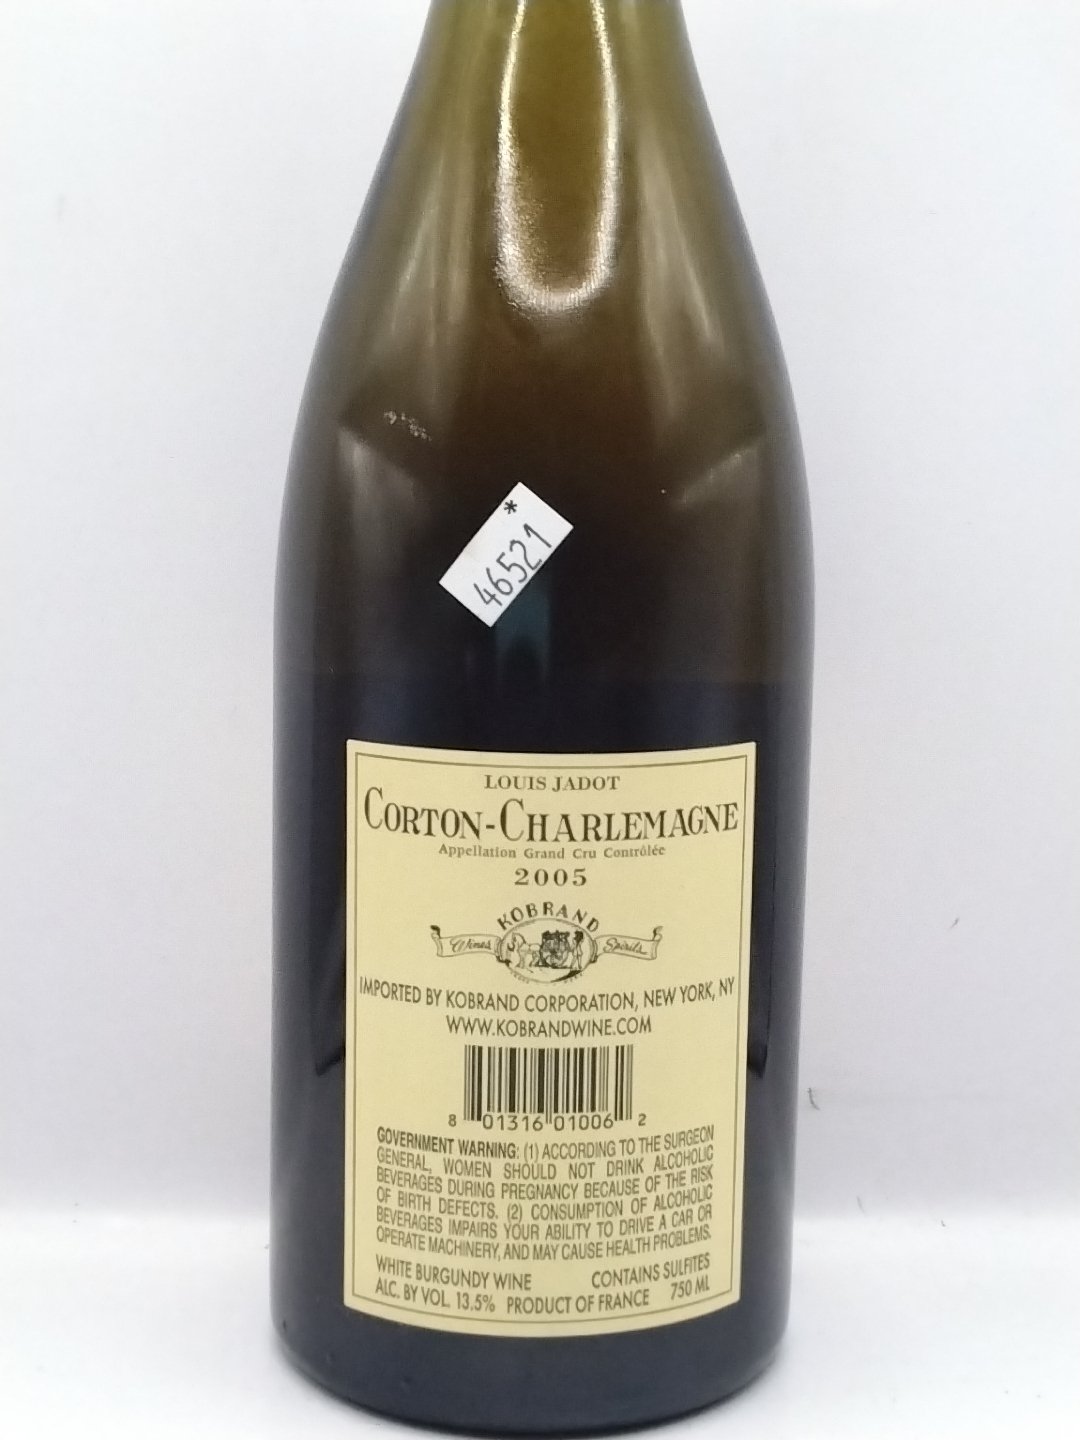 *
46521
LOUIS JADOT
CORTON-CHARLEMAGNE
Appellation Grand Cru Contrôlée
2005
KOBRAND
Wines Spirits
IMPORTED BY KOBRAND CORPORATION, NEW YORK, NY
WWW.KOBRANDWINE.COM
8 01316 01006 2
GOVERNMENT WARNING: (1) ACCORDING TO THE SURGEON
GENERAL, WOMEN SHOULD NOT DRINK ALCOHOLIC
BEVERAGES DURING PREGNANCY BECAUSE OF THE RISK
OF BIRTH DEFECTS. (2) CONSUMPTION OF ALCOHOLIC
BEVERAGES IMPAIRS YOUR ABILITY TO DRIVE A CAR OR
OPERATE MACHINERY, AND MAY CAUSE HEALTH PROBLEMS.
WHITE BURGUNDY WINE CONTAINS SULFITES
ALC. BY VOL. 13.5% PRODUCT OF FRANCE 750 ML